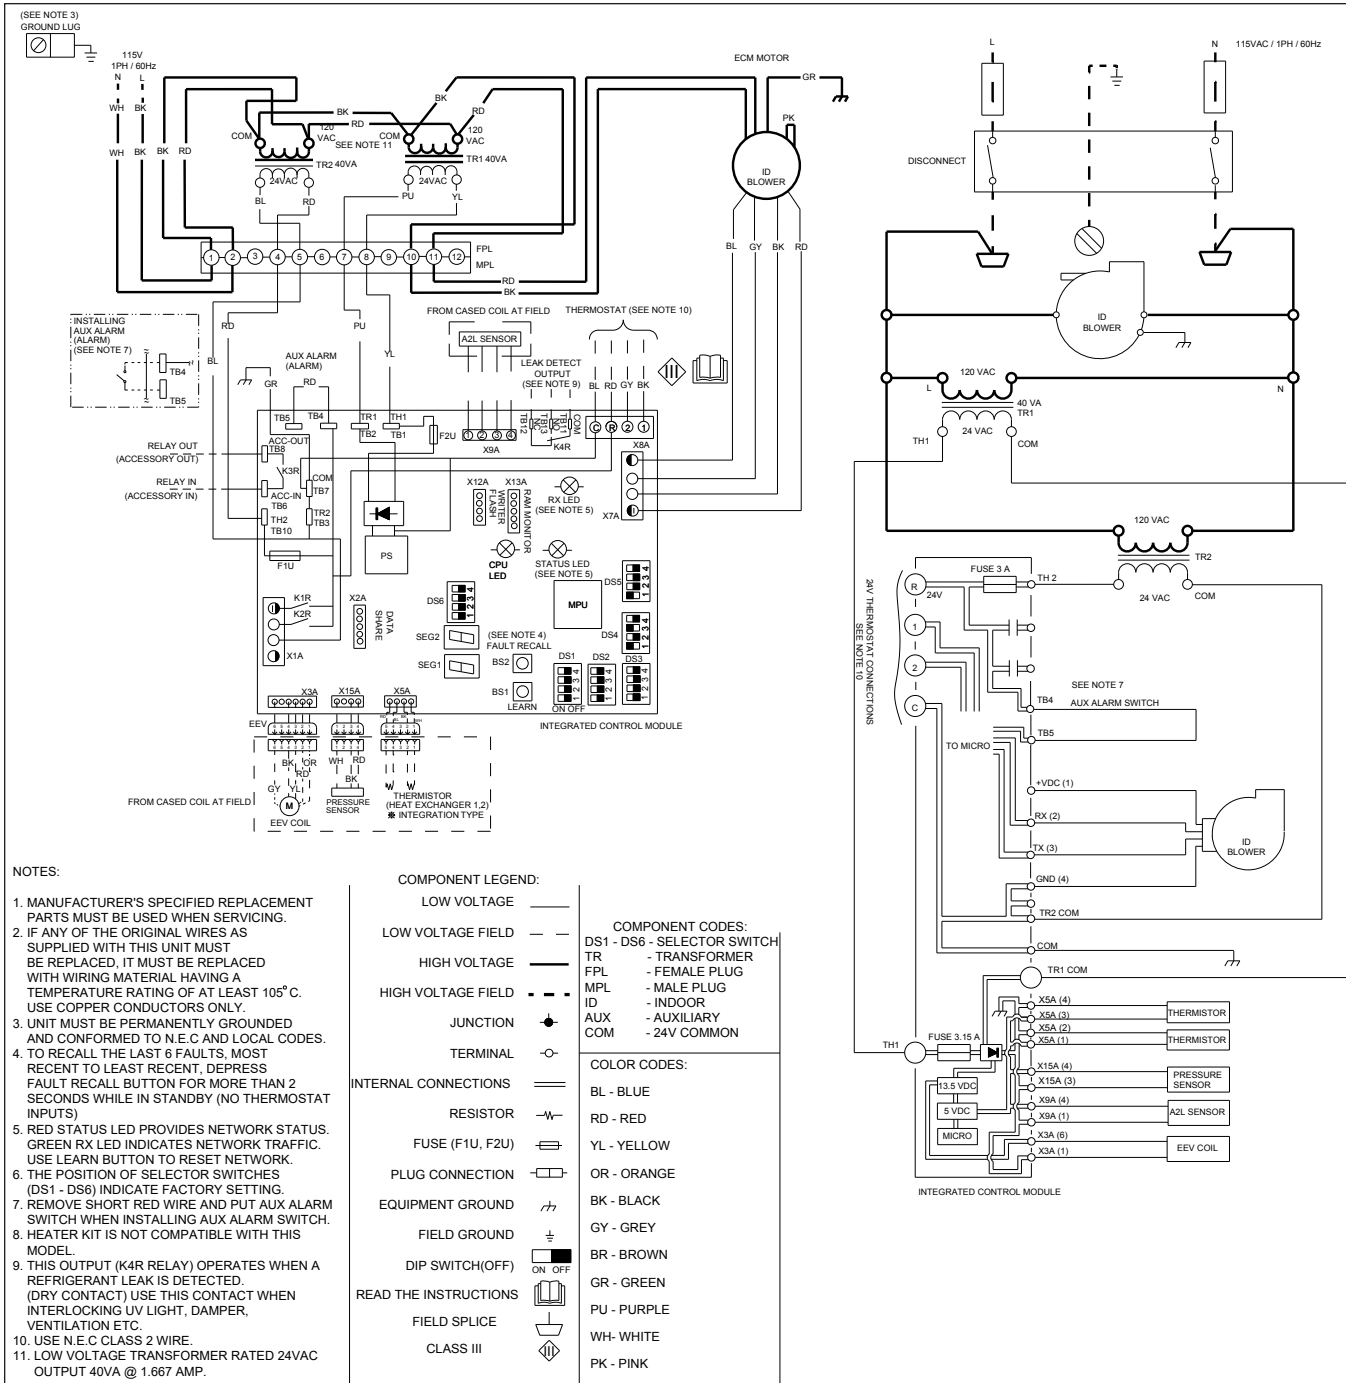 (SEE NOTE 3)
GROUND LUG
115V
1PH / 60Hz
N L
WH BK
WH BK BK RD
COM
120
VAC
BK
RD
SEE NOTE 11
TR2 40VA
24VAC
BL RD
BK
RD
COM
120
VAC
TR1 40VA
24VAC
PU YL
ECM MOTOR
GR
PK
ID
BLOWER
BL GY BK RD
1 2 3 4 5 6 7 8 9 10 11 12
FPL
MPL
RD
BK
INSTALLING
AUX ALARM
(ALARM)
(SEE NOTE 7)
TB4
TB5
BL
RD
PU
YL
GR
AUX ALARM
(ALARM)
RD
FROM CASED COIL AT FIELD
A2L SENSOR
THERMOSTAT (SEE NOTE 10)
LEAK DETECT
OUTPUT
(SEE NOTE 9)
BL RD GY BK
III
TB5 TB4 TR1 TH1
TB2 TB1
F2U
1 2 3 4
X9A
TB12
NC
TB13
NO
TB11
COM
K4R
C R 2 1
X8A
X7A
RELAY OUT
(ACCESSORY OUT)
RELAY IN
(ACCESSORY IN)
ACC-OUT
TB8
K3R
ACC-IN
TB6
COM
TB7
TH2
TB10
TR2
TB3
F1U
PS
X12A
WRITER
FLASH
X13A
RAM MONITOR
RX LED
(SEE NOTE 5)
CPU
LED
STATUS LED
(SEE NOTE 5)
MPU
K1R
K2R
X1A
X2A
DATA
SHARE
DS6
SEG2
SEG1
(SEE NOTE 4)
FAULT RECALL
BS2
BS1
LEARN
DS5
DS4
DS1 DS2 DS3
1 2 3 4
ON OFF
INTEGRATED CONTROL MODULE
X3A X15A X5A
EEV
BK OR
RD
GY YL
M
EEV COIL
WH RD
BK
PRESSURE
SENSOR
THERMISTOR
(HEAT EXCHANGER 1,2)
※ INTEGRATION TYPE
FROM CASED COIL AT FIELD
L
N
115VAC / 1PH / 60Hz
DISCONNECT
ID
BLOWER
L
120 VAC
N
40 VA
TR1
24 VAC
TH1
COM
120 VAC
TR2
24 VAC
COM
FUSE 3 A
TH 2
R
24V
1
2
C
24V THERMOSTAT CONNECTIONS
SEE NOTE 10
SEE NOTE 7
TB4
AUX ALARM SWITCH
TB5
TO MICRO
+VDC (1)
RX (2)
TX (3)
GND (4)
ID
BLOWER
TR2 COM
COM
TR1 COM
TH1
FUSE 3.15 A
13.5 VDC
5 VDC
MICRO
X5A (4)
X5A (3)
THERMISTOR
X5A (2)
X5A (1)
THERMISTOR
X15A (4)
X15A (3)
PRESSURE
SENSOR
X9A (4)
X9A (1)
A2L SENSOR
X3A (6)
X3A (1)
EEV COIL
INTEGRATED CONTROL MODULE
NOTES:
1. MANUFACTURER'S SPECIFIED REPLACEMENT
PARTS MUST BE USED WHEN SERVICING.
2. IF ANY OF THE ORIGINAL WIRES AS
SUPPLIED WITH THIS UNIT MUST
BE REPLACED, IT MUST BE REPLACED
WITH WIRING MATERIAL HAVING A
TEMPERATURE RATING OF AT LEAST 105°C.
USE COPPER CONDUCTORS ONLY.
3. UNIT MUST BE PERMANENTLY GROUNDED
AND CONFORMED TO N.E.C AND LOCAL CODES.
4. TO RECALL THE LAST 6 FAULTS, MOST
RECENT TO LEAST RECENT, DEPRESS
FAULT RECALL BUTTON FOR MORE THAN 2
SECONDS WHILE IN STANDBY (NO THERMOSTAT
INPUTS)
5. RED STATUS LED PROVIDES NETWORK STATUS.
GREEN RX LED INDICATES NETWORK TRAFFIC.
USE LEARN BUTTON TO RESET NETWORK.
6. THE POSITION OF SELECTOR SWITCHES
(DS1 - DS6) INDICATE FACTORY SETTING.
7. REMOVE SHORT RED WIRE AND PUT AUX ALARM
SWITCH WHEN INSTALLING AUX ALARM SWITCH.
8. HEATER KIT IS NOT COMPATIBLE WITH THIS
MODEL.
9. THIS OUTPUT (K4R RELAY) OPERATES WHEN A
REFRIGERANT LEAK IS DETECTED.
(DRY CONTACT) USE THIS CONTACT WHEN
INTERLOCKING UV LIGHT, DAMPER,
VENTILATION ETC.
10. USE N.E.C CLASS 2 WIRE.
11. LOW VOLTAGE TRANSFORMER RATED 24VAC
OUTPUT 40VA @ 1.667 AMP.
COMPONENT LEGEND:
LOW VOLTAGE
LOW VOLTAGE FIELD
HIGH VOLTAGE
HIGH VOLTAGE FIELD
JUNCTION
TERMINAL
INTERNAL CONNECTIONS
RESISTOR
FUSE (F1U, F2U)
PLUG CONNECTION
EQUIPMENT GROUND
FIELD GROUND
DIP SWITCH(OFF)
ON OFF
READ THE INSTRUCTIONS
FIELD SPLICE
CLASS III
III
COMPONENT CODES:
DS1 - DS6 - SELECTOR SWITCH
TR - TRANSFORMER
FPL - FEMALE PLUG
MPL - MALE PLUG
ID - INDOOR
AUX - AUXILIARY
COM - 24V COMMON
COLOR CODES:
BL - BLUE
RD - RED
YL - YELLOW
OR - ORANGE
BK - BLACK
GY - GREY
BR - BROWN
GR - GREEN
PU - PURPLE
WH- WHITE
PK - PINK